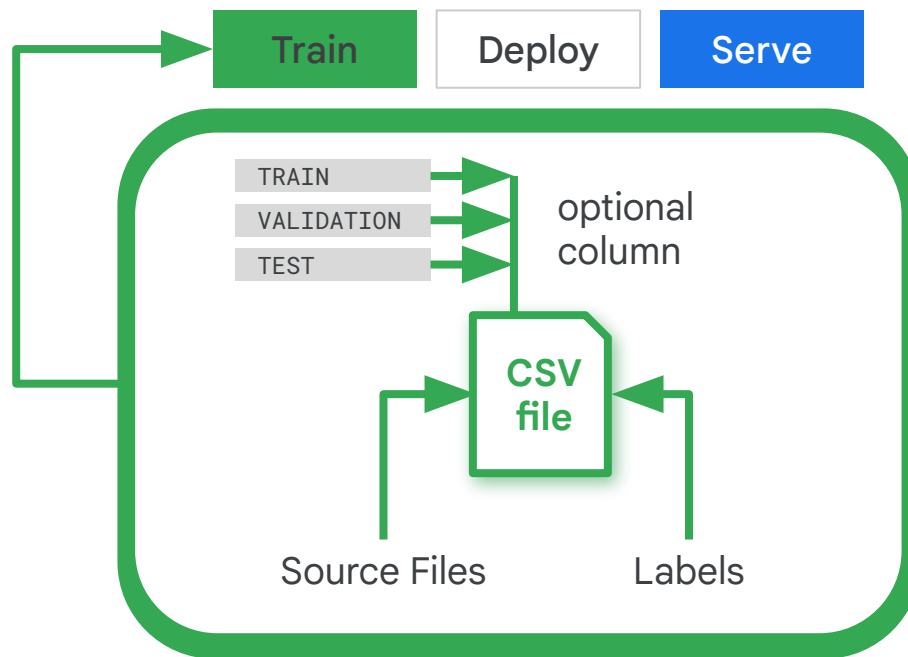 Train
Deploy
Serve
TRAIN
VALIDATION
TEST
optional
column
CSV
file
Source Files
Labels